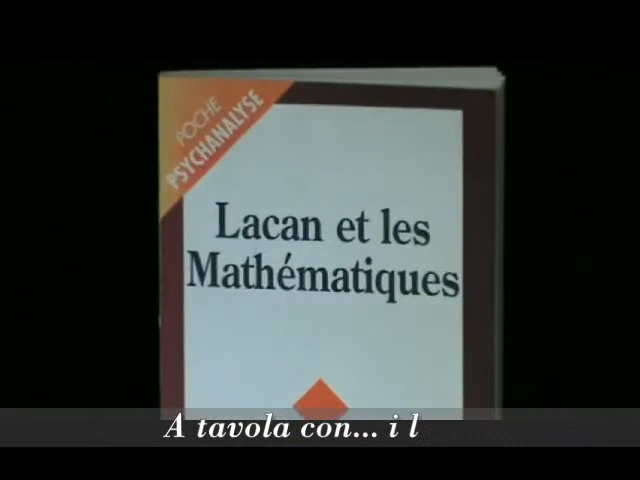 POCHE
PSYCHANALYSE
Lacan et les
Mathématiques
A tavola con... i l